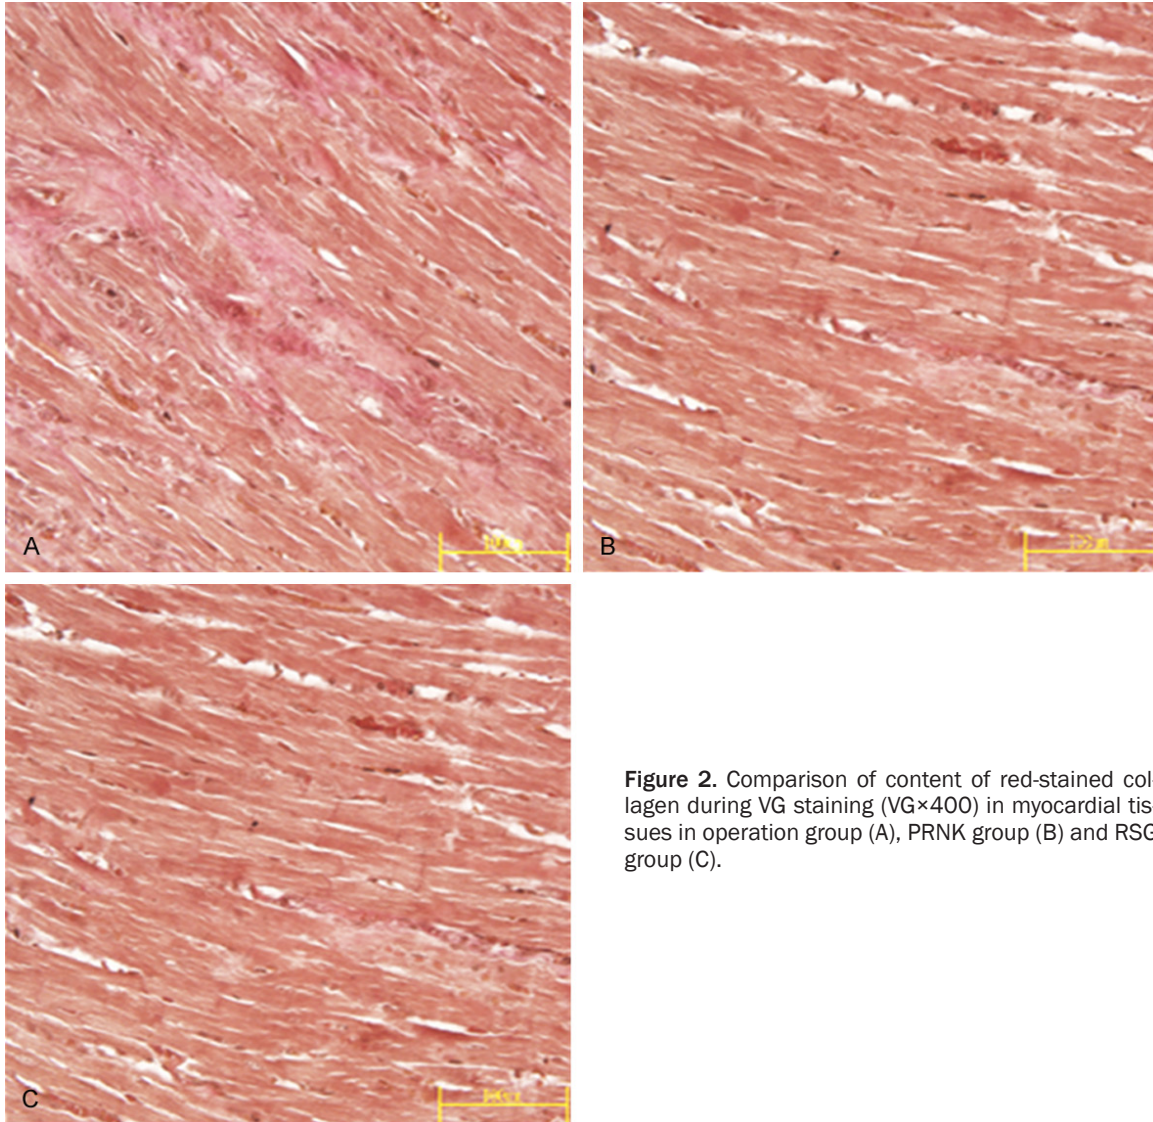 A
B
C
Figure 2. Comparison of content of red-stained col-
lagen during VG staining (VG×400) in myocardial tis-
sues in operation group (A), PRNK group (B) and RSG
group (C).